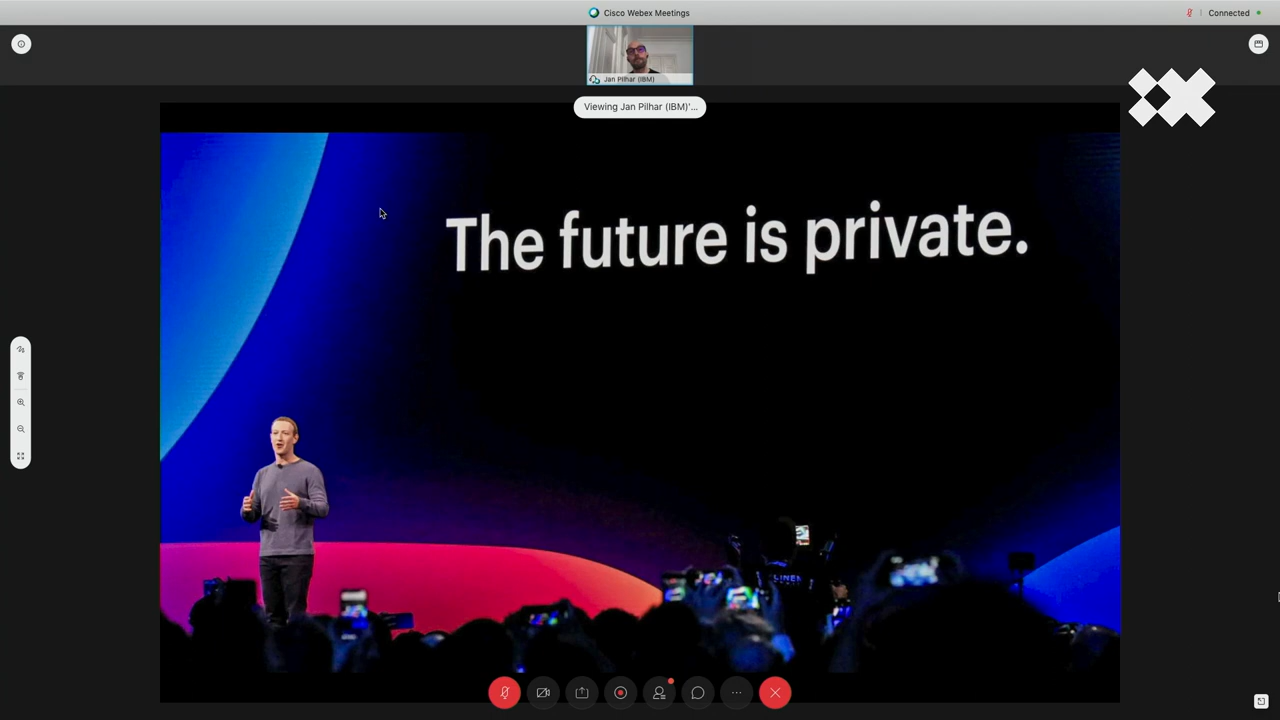 Cisco Webex Meetings
Connected
Jan Pilhar (IBM)
Viewing Jan Pilhar (IBM)'...
The future is private.